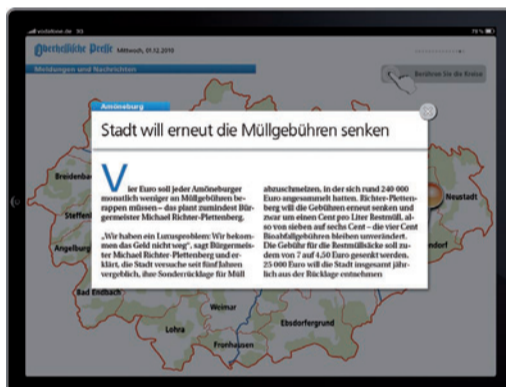 vodafone.de 3G
79 %
Oberhessische Presse Mittwoch, 01.12.2010
Meldungen und Nachrichten
Berühren Sie die Kreise
Amöneburg
Stadt will erneut die Müllgebühren senken
Vier Euro soll jeder Amöneburger
monatlich weniger an Müllgebühren be-
rappen müssen – das plant zumindest Bür-
germeister Michael Richter-Plettenberg.
„Wir haben ein Luxusproblem: Wir bekom-
men das Geld nicht weg“, sagt Bürgermeis-
ter Michael Richter-Plettenberg und er-
klärt, die Stadt versuche seit fünf Jahren
vergeblich, ihre Sonderrücklage für Müll
abzuschmelzen, in der sich rund 240 000
Euro angesammelt hatten. Richter-Pletten-
berg will die Gebühren erneut senken und
zwar um einen Cent pro Liter Restmüll, al-
so von sieben auf sechs Cent – die vier Cent
Bioabfallgebühren bleiben unverändert.
Die Gebühr für die Restmüllsäcke soll zu-
dem von 7 auf 4,50 Euro gesenkt werden.
25 000 Euro will die Stadt insgesamt jähr-
lich aus der Rücklage entnehmen
Breidenba
Steffenb
Angelburg
Bad Endbach
Neustadt
ndorf
Weimar
Lohra
Fronhausen
Ebsdorfergrund